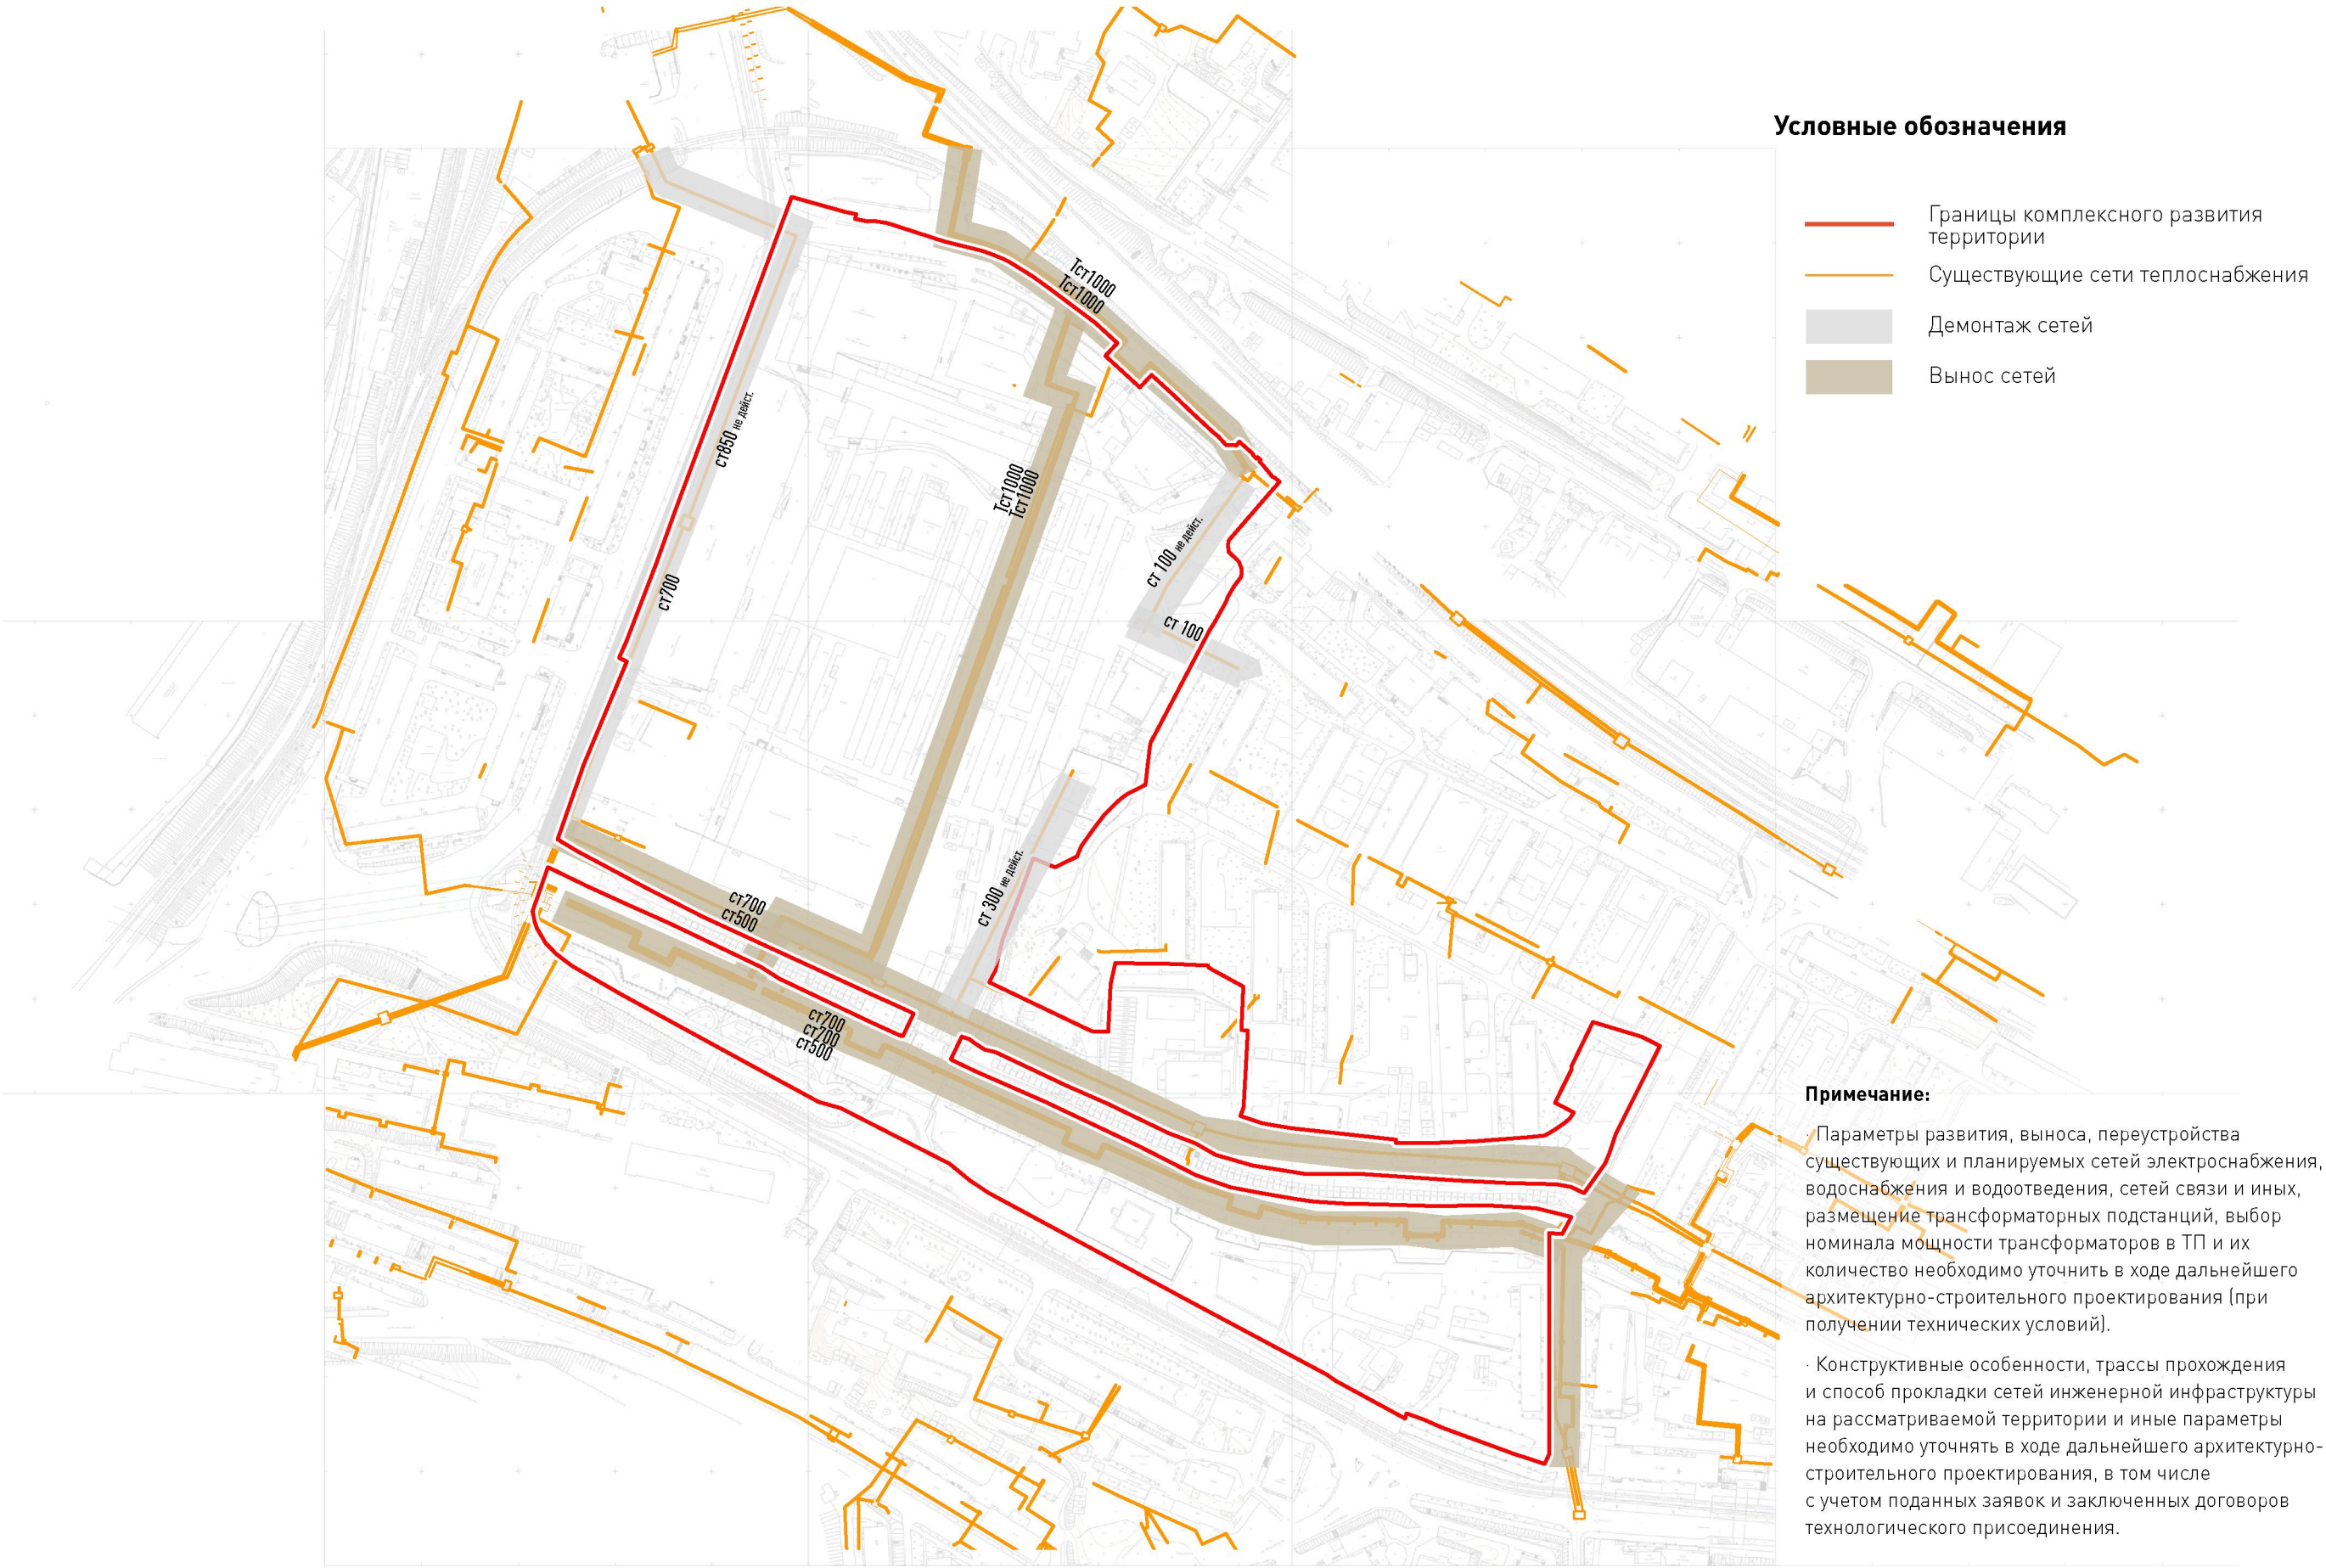 Условные обозначения
Границы комплексного развития
территории
Существующие сети теплоснабжения
Демонтаж сетей
Вынос сетей
Тст1000
Тст1000
ст850 не дейст.
Тст1000
Тст1000
ст 100 не дейст.
ст700
ст 100
ст 300 не дейст.
ст700
ст500
ст700
ст700
ст500
Примечание:
· Параметры развития, выноса, переустройства
существующих и планируемых сетей электроснабжения,
водоснабжения и водоотведения, сетей связи и иных,
размещение трансформаторных подстанций, выбор
номинала мощности трансформаторов в ТП и их
количество необходимо уточнить в ходе дальнейшего
архитектурно-строительного проектирования (при
получении технических условий).
· Конструктивные особенности, трассы прохождения
и способ прокладки сетей инженерной инфраструктуры
на рассматриваемой территории и иные параметры
необходимо уточнять в ходе дальнейшего архитектурно-
строительного проектирования, в том числе
с учетом поданных заявок и заключенных договоров
технологического присоединения.